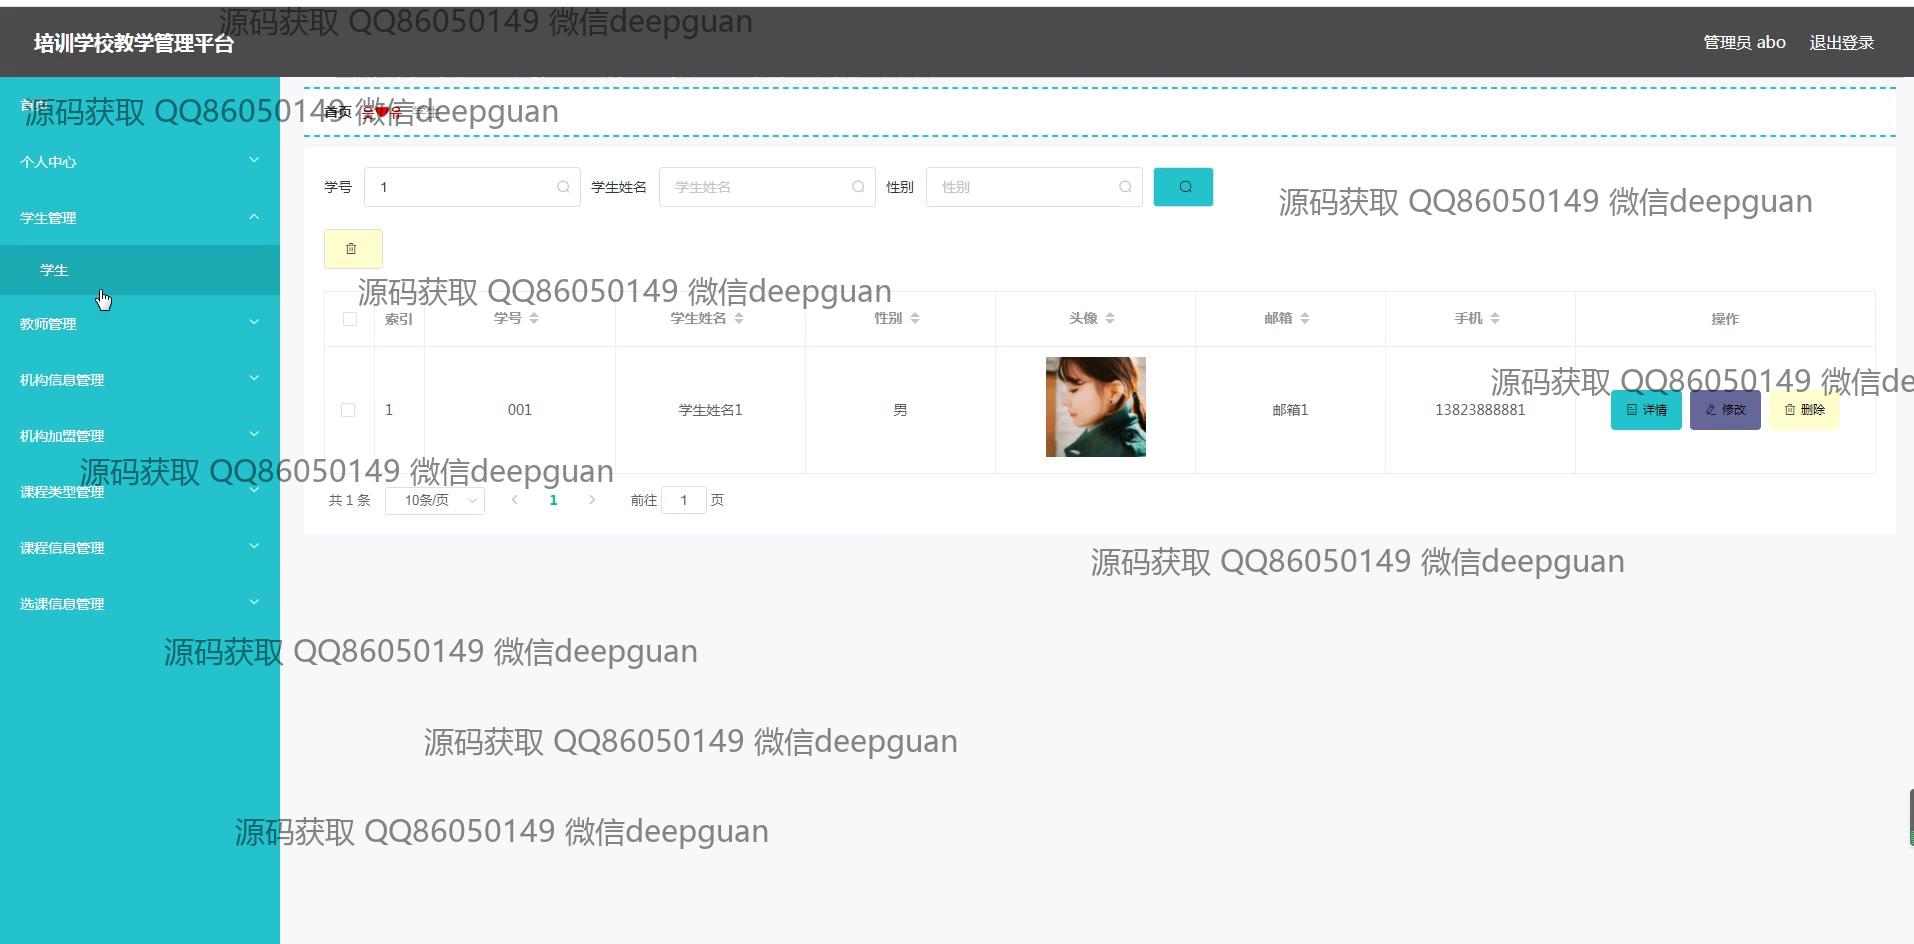 源码获取 QQ86050149 微信deepguan
培训学校教学管理平台
管理员 abo 退出登录
首页
源码获取 QQ86050149 微信deepguan
首页 学生
个人中心
学号 1 学生姓名 学生姓名 性别 性别
源码获取 QQ86050149 微信deepguan
学生管理
学生
源码获取 QQ86050149 微信deepguan
索引 学号 学生姓名 性别 头像 邮箱 手机 操作
教师管理
机构信息管理
源码获取 QQ86050149 微信de
1 001 学生姓名1 男 邮箱1 13823888881 详情 修改 删除
机构加盟管理
源码获取 QQ86050149 微信deepguan
课程类型管理
共 1 条 10条/页 1 前往 1 页
课程信息管理
源码获取 QQ86050149 微信deepguan
选课信息管理
源码获取 QQ86050149 微信deepguan
源码获取 QQ86050149 微信deepguan
源码获取 QQ86050149 微信deepguan